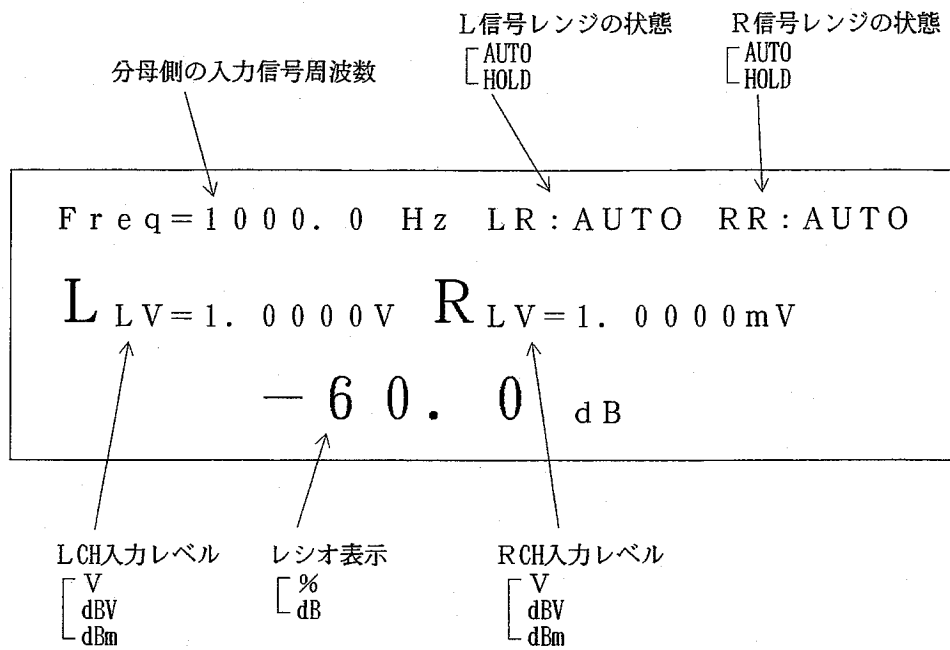 L信号レンジの状態
AUTO
HOLD
R信号レンジの状態
AUTO
HOLD
分母側の入力信号周波数
Freq=1000.0 Hz LR:AUTO RR:AUTO
L LV=1.0000V R LV=1.0000mV
-60.0 dB
LCH入力レベル
V
dBV
dBm
レシオ表示
%
dB
RCH入力レベル
V
dBV
dBm